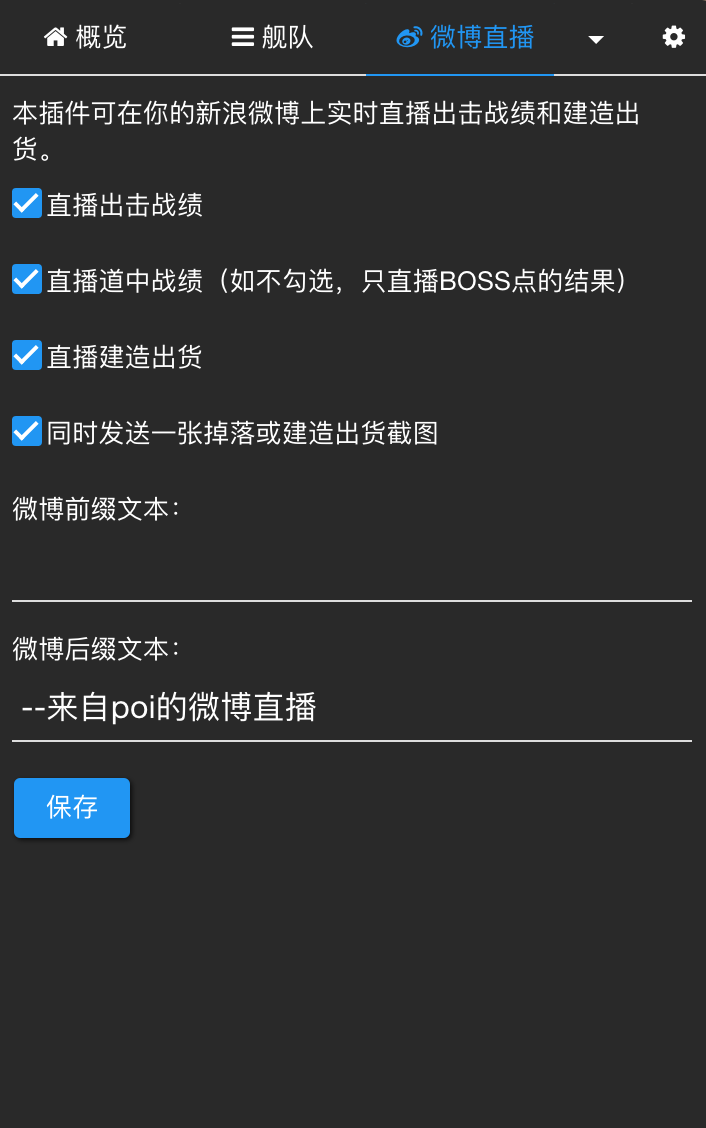 概览 舰队 微博直播
本插件可在你的新浪微博上实时直播出击战绩和建造出
货。
直播出击战绩
直播道中战绩（如不勾选，只直播BOSS点的结果）
直播建造出货
同时发送一张掉落或建造出货截图
微博前缀文本：
微博后缀文本：
--来自poi的微博直播
保存